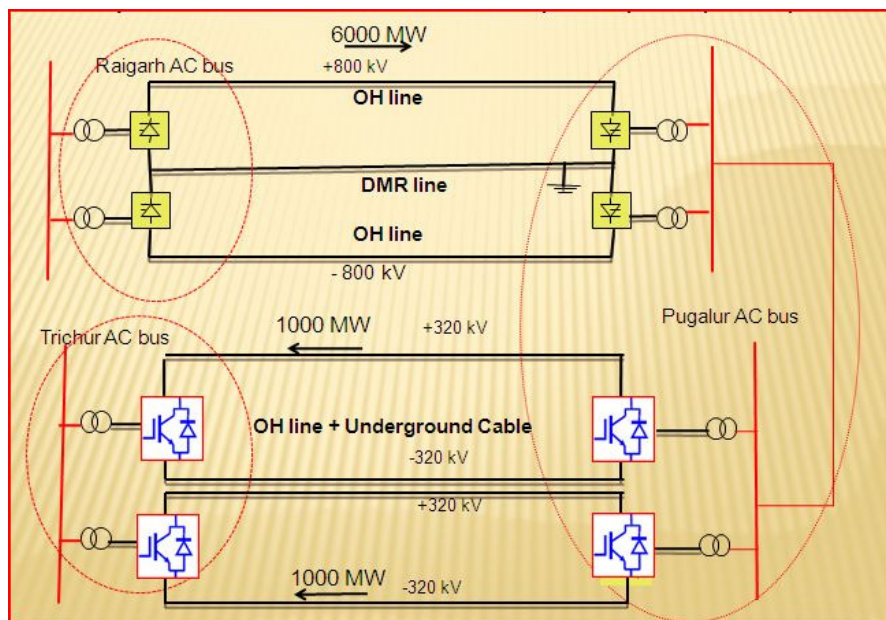 6000 MW
Raigarh AC bus
+800 kV
OH line
DMR line
OH line
- 800 kV
Pugalur AC bus
Trichur AC bus
1000 MW
+320 kV
OH line + Underground Cable
-320 kV
+320 kV
1000 MW
-320 kV